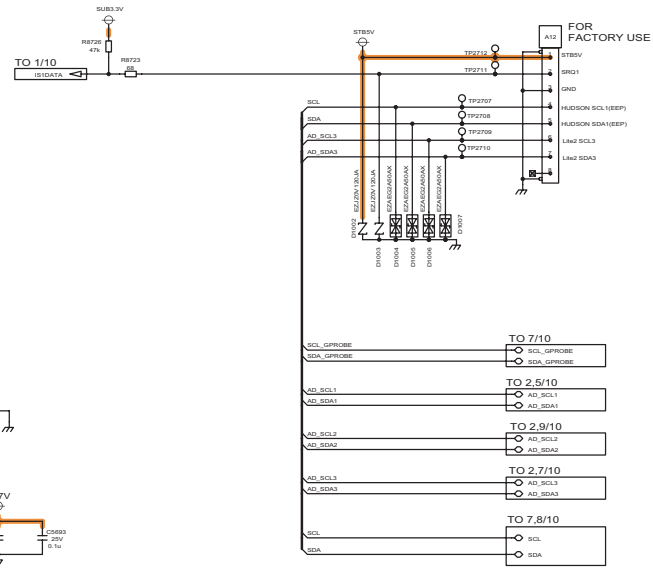 SUB3.3V
R8726
47k
TO 1/10
IS1DATA
R8723
68
STB5V
A12
FOR
FACTORY USE
TP2712
TP2711
1 STB5V
2 SRQ1
3 GND
4 HUDSON SCL1(EEP)
5 HUDSON SDA1(EEP)
6 Lite2 SCL3
7 Lite2 SDA3
8
SCL
SDA
AD_SCL3
AD_SDA3
TP2707
TP2708
TP2709
TP2710
EZJZ0V120JA
EZJZ0V120JA
EZAEG2A50AX
EZAEG2A50AX
EZAEG2A50AX
EZAEG2A50AX
D1002
D1003
D1004
D1005
D1006
D1007
SCL_GPROBE
SDA_GPROBE
TO 7/10
SCL_GPROBE
SDA_GPROBE
AD_SCL1
AD_SDA1
TO 2,5/10
AD_SCL1
AD_SDA1
AD_SCL2
AD_SDA2
TO 2,9/10
AD_SCL2
AD_SDA2
AD_SCL3
AD_SDA3
TO 2,7/10
AD_SCL3
AD_SDA3
SCL
SDA
TO 7,8/10
SCL
SDA
7V
C5693
25V
0.1u